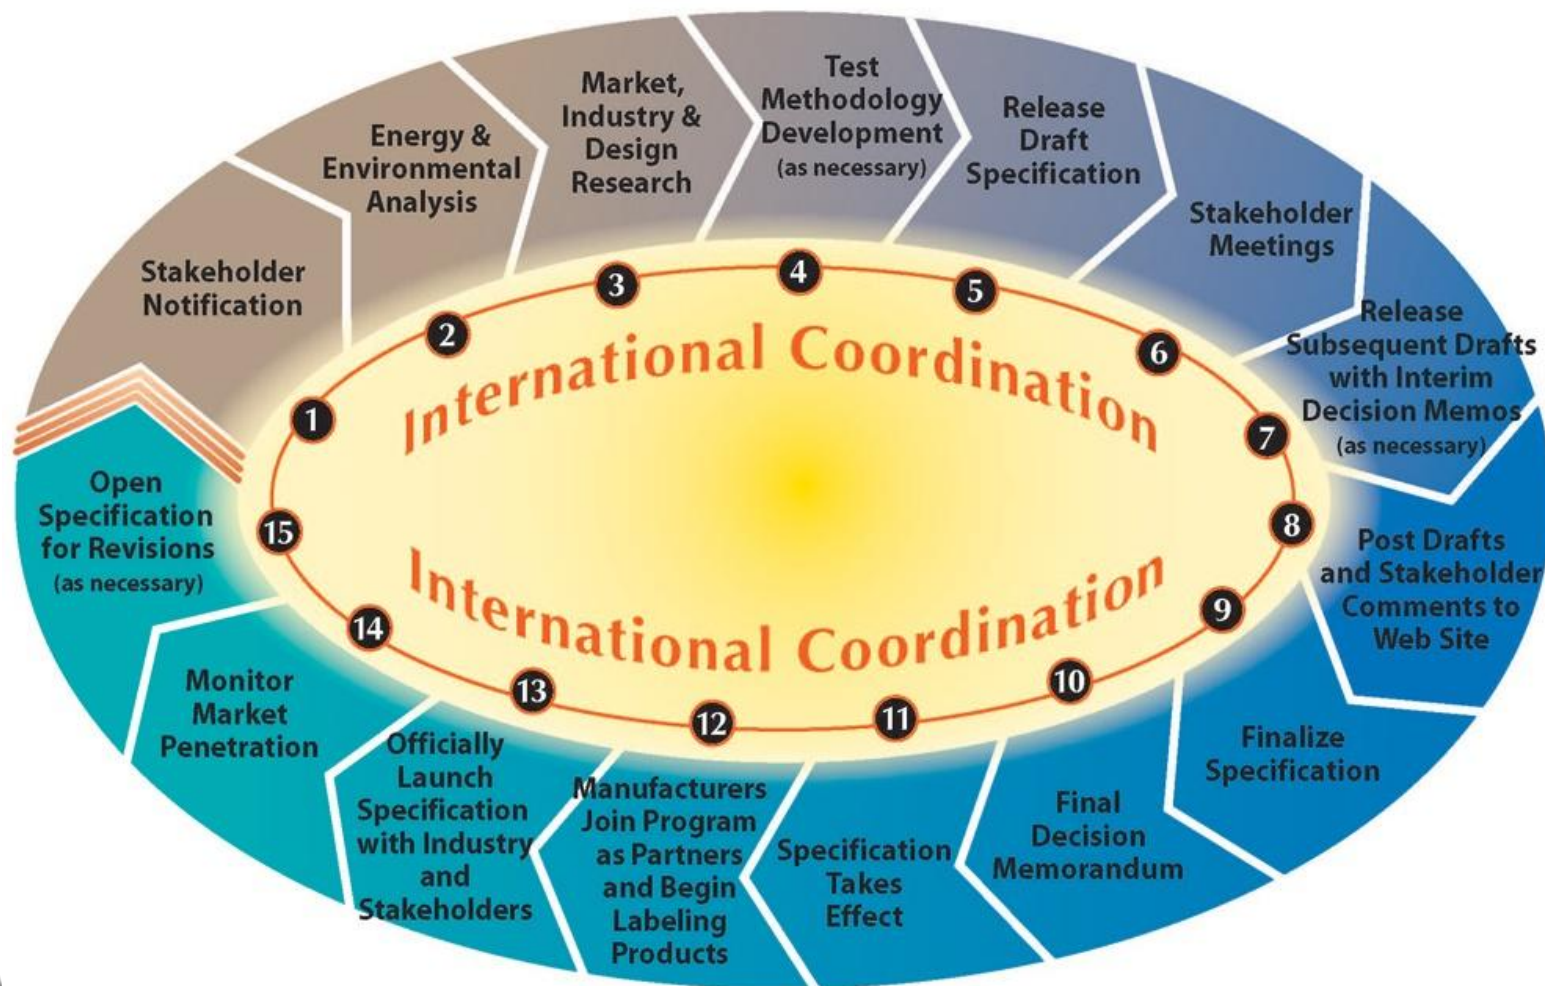 Stakeholder
Notification
Energy &
Environmental
Analysis
Market,
Industry &
Design
Research
Test
Methodology
Development
(as necessary)
Release
Draft
Specification
Stakeholder
Meetings
Release
Subsequent Drafts
with Interim
Decision Memos
(as necessary)
Post Drafts
and Stakeholder
Comments to
Web Site
Finalize
Specification
Final
Decision
Memorandum
Specification
Takes
Effect
Manufacturers
Join Program
as Partners
and Begin
Labeling
Products
Officially
Launch
Specification
with Industry
and
Stakeholders
Monitor
Market
Penetration
Open
Specification
for Revisions
(as necessary)
1
2
3
4
5
6
7
8
9
10
11
12
13
14
15
International Coordination
International Coordination